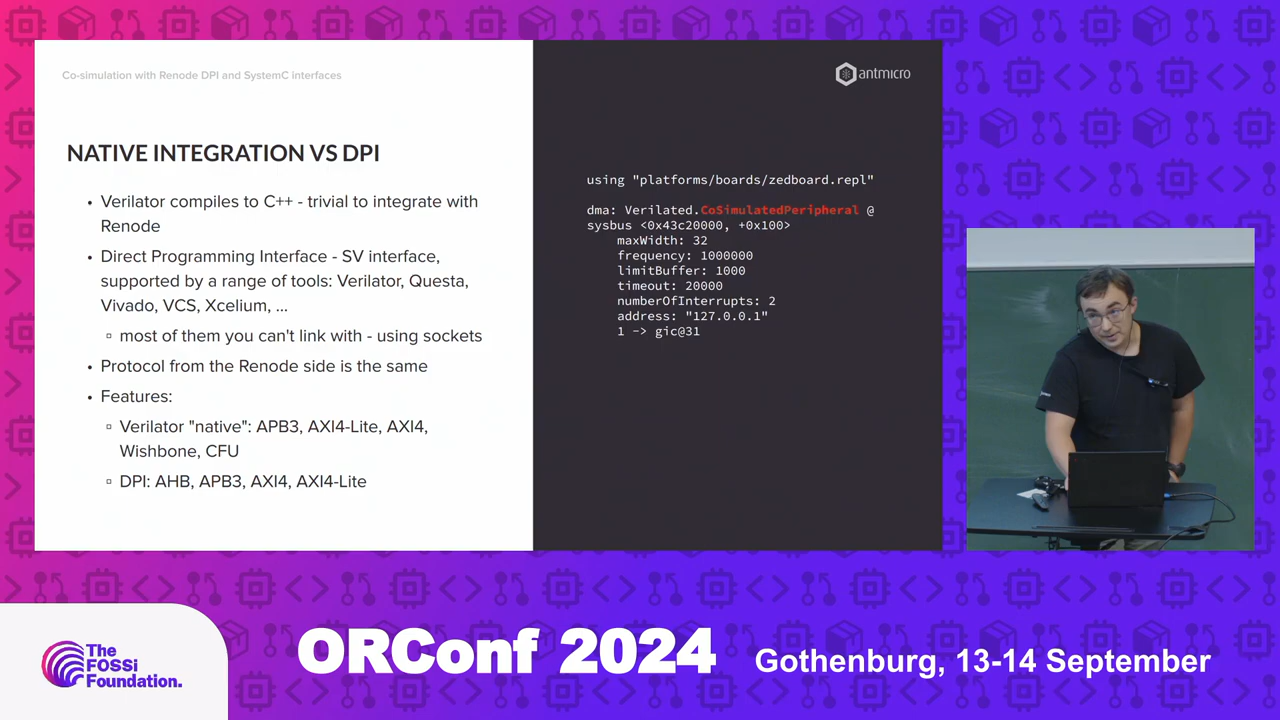 Co-simulation with Renode DPI and SystemC interfaces
NATIVE INTEGRATION VS DPI
• Verilator compiles to C++ - trivial to integrate with
Renode
• Direct Programming Interface - SV interface,
supported by a range of tools: Verilator, Questa,
Vivado, VCS, Xcelium, ...
▫ most of them you can't link with - using sockets
• Protocol from the Renode side is the same
• Features:
▫ Verilator "native": APB3, AXI4-Lite, AXI4,
Wishbone, CFU
▫ DPI: AHB, APB3, AXI4, AXI4-Lite
antmicro
using "platforms/boards/zedboard.repl"
dma: Verilated.CoSimulatedPeripheral @
sysbus <0x43c20000, +0x100>
maxWidth: 32
frequency: 1000000
limitBuffer: 1000
timeout: 20000
numberOfInterrupts: 2
address: "127.0.0.1"
1 -> gic@31
The
FOSSi
Foundation.
ORConf 2024
Gothenburg, 13-14 September